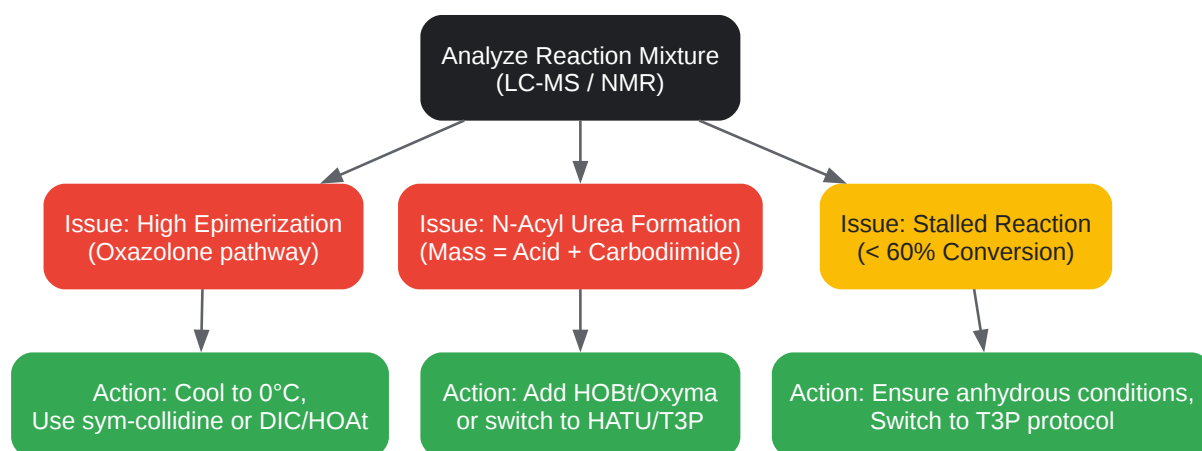 Analyze Reaction Mixture
(LC-MS / NMR)
Issue: High Epimerization
(Oxazolone pathway)
Issue: N-Acyl Urea Formation
(Mass = Acid + Carbodiimide)
Issue: Stalled Reaction
(< 60% Conversion)
Action: Cool to 0°C,
Use sym-collidine or DIC/HOAt
Action: Add HOBt/Oxyma
or switch to HATU/T3P
Action: Ensure anhydrous conditions,
Switch to T3P protocol